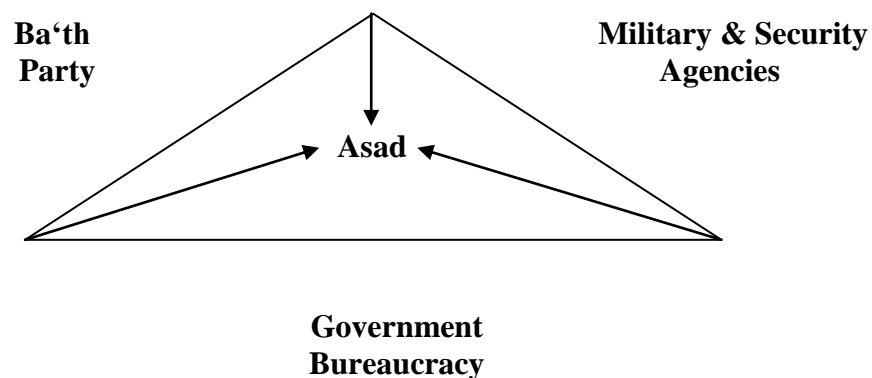 Ba‘th
Party
Military & Security
Agencies
Asad
Government
Bureaucracy